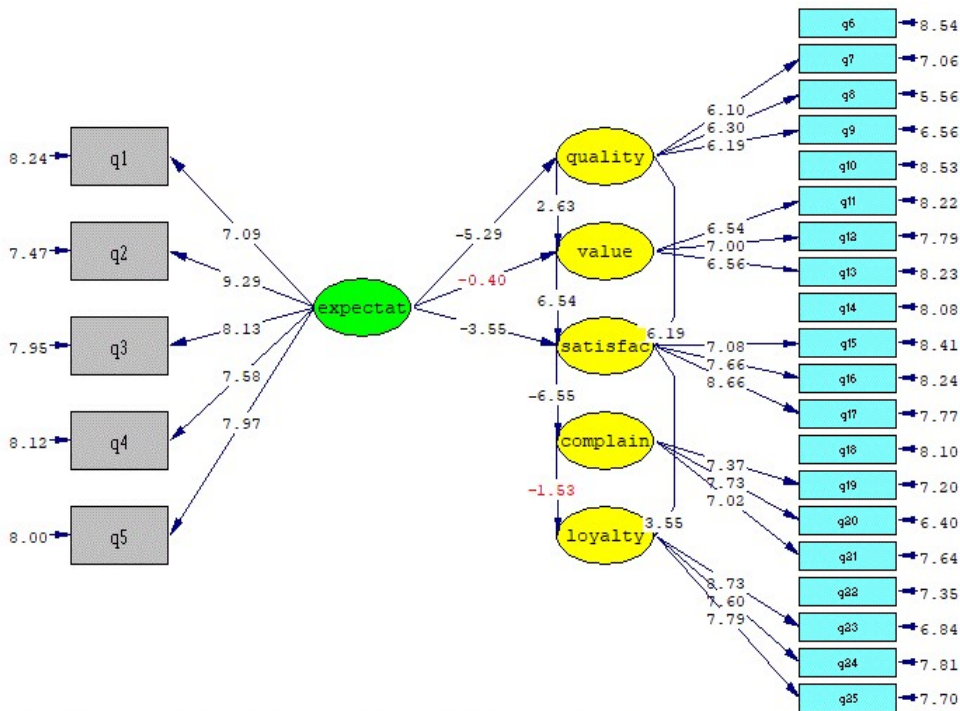 q6 8.54
q7 7.06
q8 5.56
6.10
6.30
q9 6.56
6.19
8.24 q1 quality
q10 8.53
q11 8.22
2.63
6.54
7.09 -5.29
q12 7.79
7.00
7.47 q2 value
6.56
q13 8.23
9.29 -0.40
6.54
q14 8.08
expectat
8.13 -3.55 6.19
7.95 q3 satisfac
7.08
q15 8.41
7.66
q16 8.24
7.58
8.66
-6.55
q17 7.77
7.97
8.12 q4 complain
q18 8.10
7.37
7.73
q19 7.20
7.02
-1.53
q20 6.40
3.55
8.00 q5 loyalty
q21 7.64
8.73
q22 7.35
7.60
7.79
q23 6.84
q24 7.81
q25 7.70